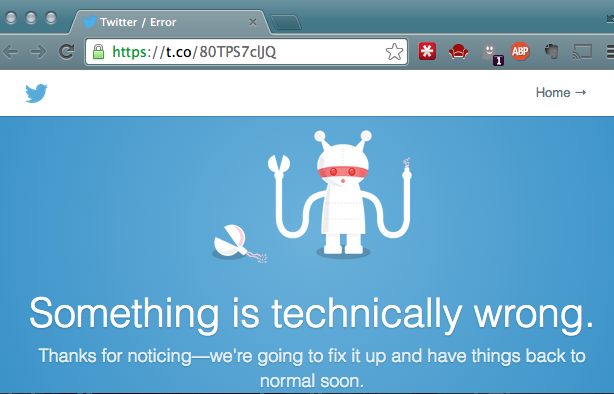 Twitter / Error
https://t.co/80TPS7clJQ
ABP
1
Home →
Something is technically wrong.
Thanks for noticing—we're going to fix it up and have things back to
normal soon.